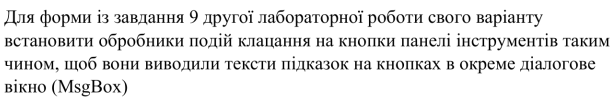 Для форми із завдання 9 другої лабораторної роботи свого варіанту
встановити обробники подій клацання на кнопки панелі інструментів таким
чином, щоб вони виводили тексти підказок на кнопках в окреме діалогове
вікно (MsgBox)